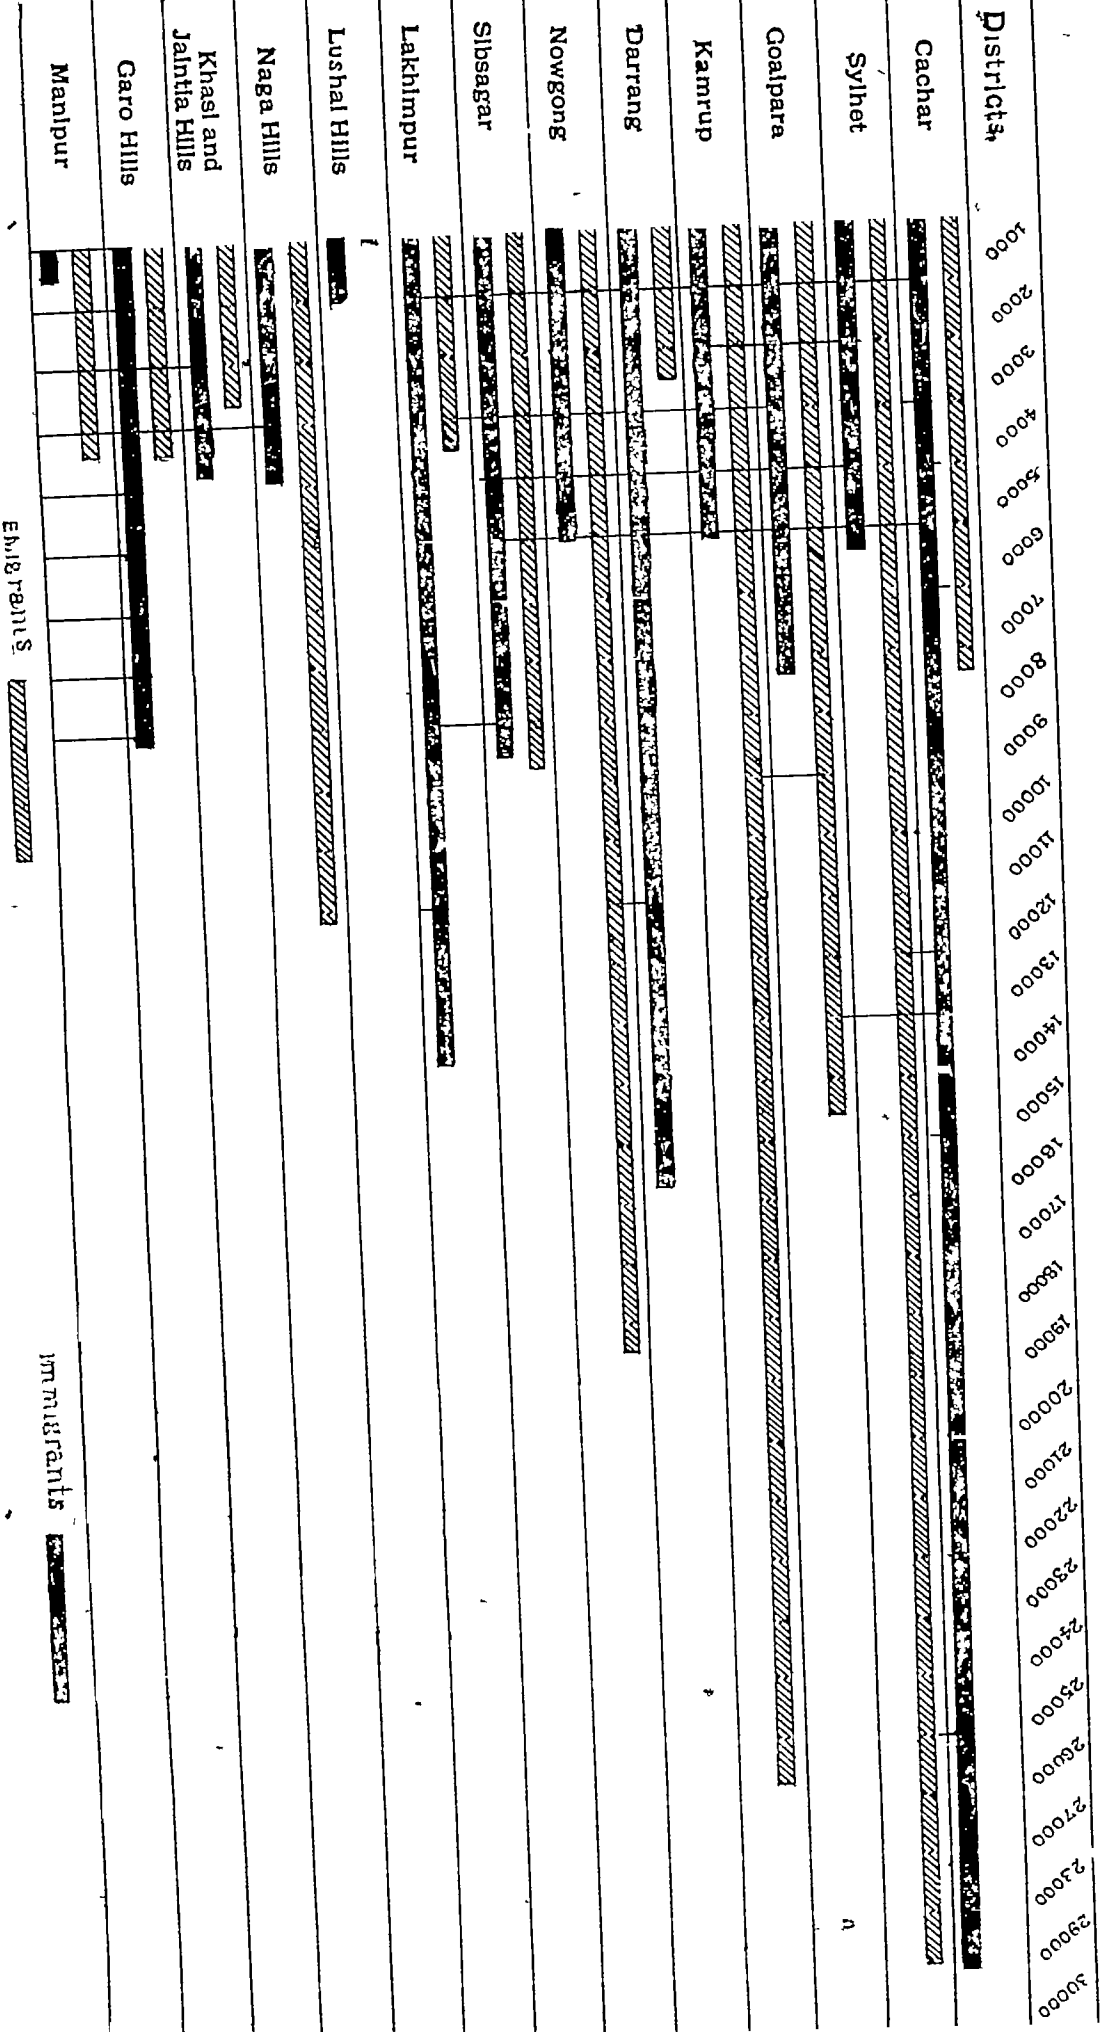 Districts
1000
2000
3000
4000
5000
6000
7000
8000
9000
10000
11000
12000
13000
14000
15000
16000
17000
18000
19000
20000
21000
22000
23000
24000
25000
26000
27000
23000
29000
30000
Cachar
Sylhet
Goalpara
Kamrup
Darrang
Nowgong
Sibsagar
Lakhimpur
Lushai Hills
Naga Hills
Khasi and
Jaintia Hills
Garo Hills
Manipur
Emigrants
Immigrants